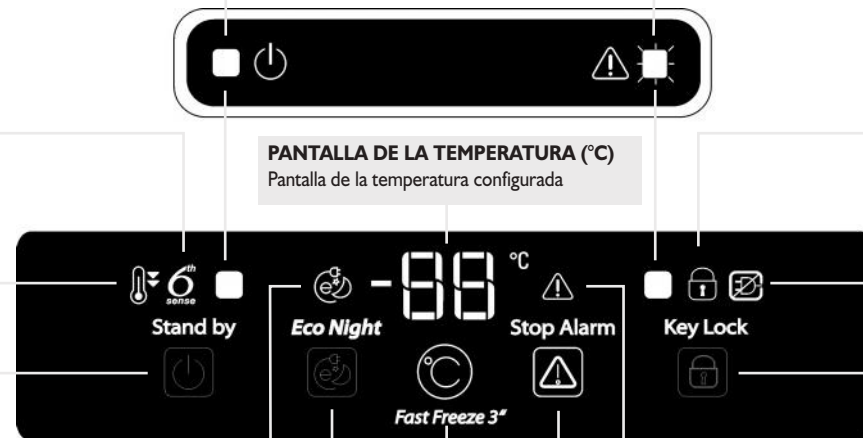 PANTALLA DE LA TEMPERATURA (°C)
Pantalla de la temperatura configurada
6th sense
e
-88 °C
Stand by
Eco Night
Stop Alarm
Key Lock
e
°C
Fast Freeze 3"